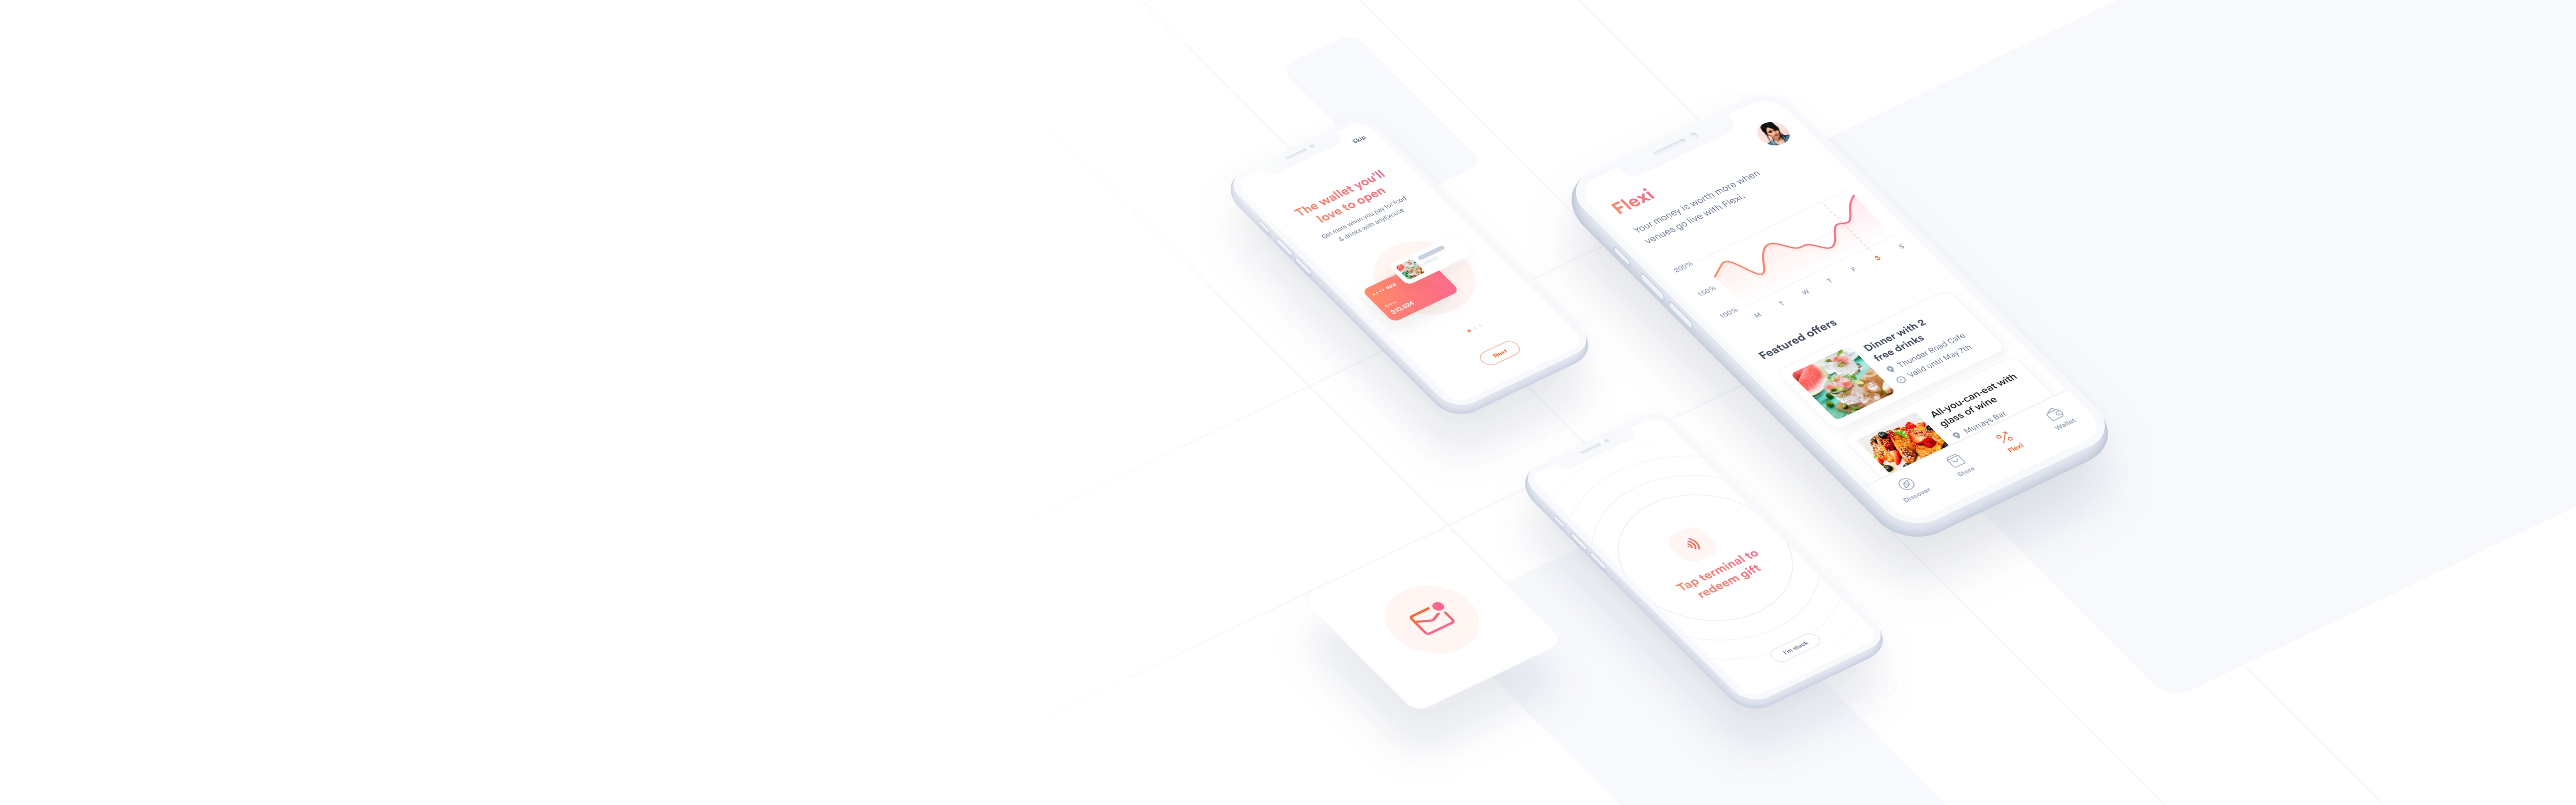 Skip
The wallet you'll
love to open
Get more when you pay for food
& drinks with anyExcuse
$10,524
Next
Flexi
Your money is worth more when
venues go live with Flexi.
200%
150%
100%
M T W T F S S
Featured offers
Dinner with 2
free drinks
Thunder Road Cafe
Valid until May 7th
All-you-can-eat with
glass of wine
Murrays Bar
Discover
Store
Flexi
Wallet
Tap terminal to
redeem gift
I'm stuck